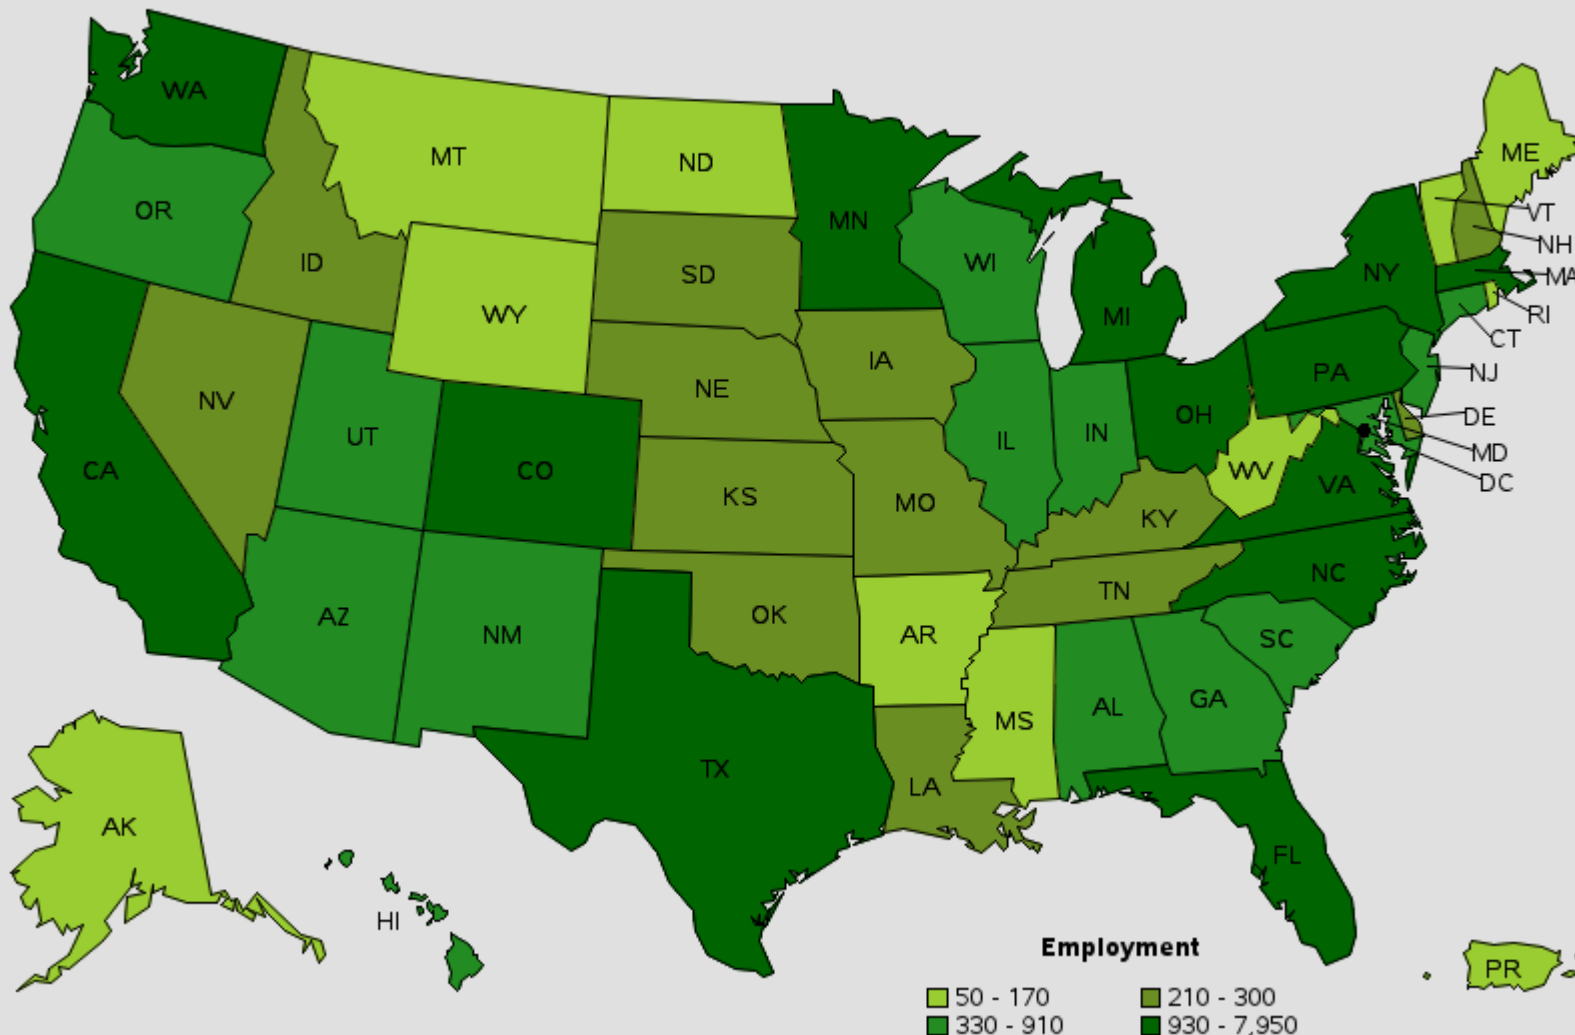 WA
MT
ND
ME
OR
MN
VT
ID
SD
WI
NY
NH
MA
WY
MI
RI
CT
IA
PA
NJ
NE
NV
OH
DE
UT
IL
IN
MD
CA
CO
WV
VA
DC
KS
MO
KY
NC
TN
AZ
NM
OK
AR
SC
GA
AL
MS
TX
LA
AK
FL
HI
Employment
PR
50 - 170
210 - 300
330 - 910
930 - 7,950